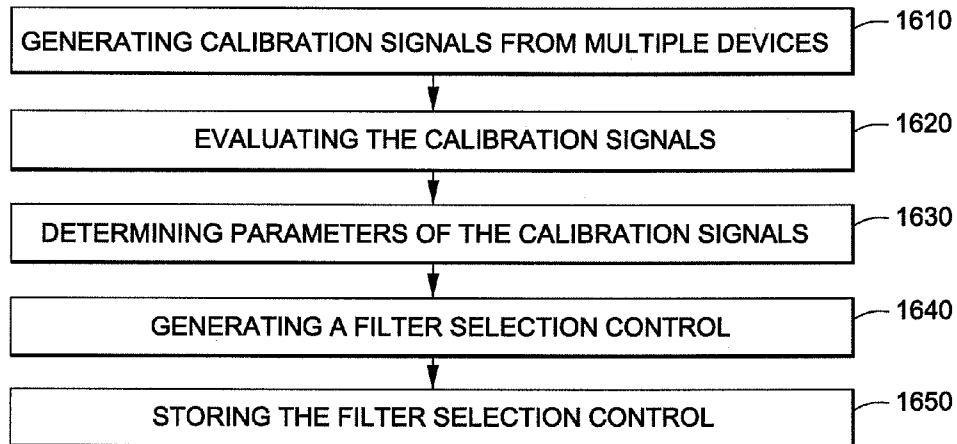 GENERATING CALIBRATION SIGNALS FROM MULTIPLE DEVICES 1610
EVALUATING THE CALIBRATION SIGNALS 1620
DETERMINING PARAMETERS OF THE CALIBRATION SIGNALS 1630
GENERATING A FILTER SELECTION CONTROL 1640
STORING THE FILTER SELECTION CONTROL 1650